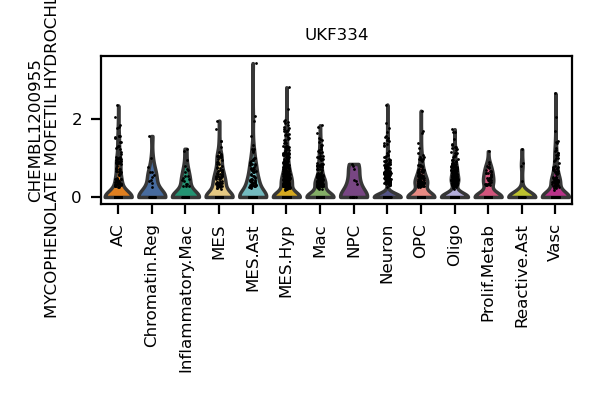 UKF334
CHEMBL1200955
MYCOPHENOLATE MOFETIL HYDROCHL
2
0
AC
Chromatin.Reg
Inflammatory.Mac
MES
MES.Ast
MES.Hyp
Mac
NPC
Neuron
OPC
Oligo
Prolif.Metab
Reactive.Ast
Vasc